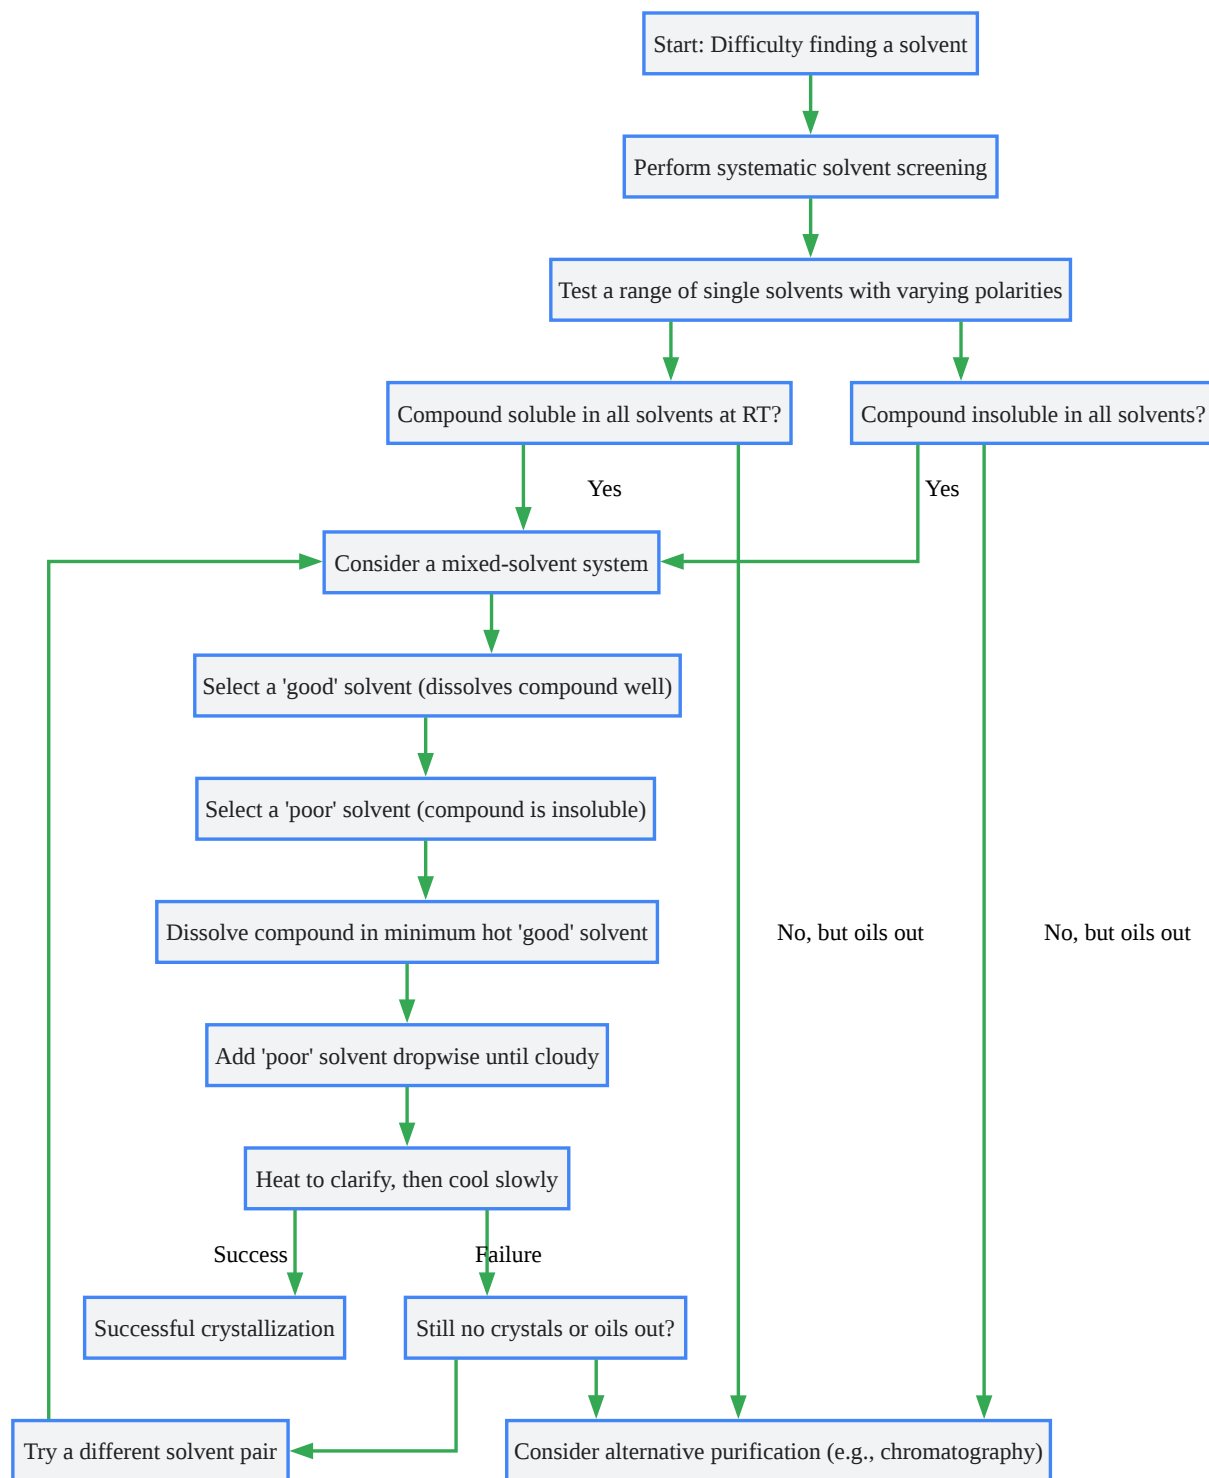 Start: Difficulty finding a solvent
Perform systematic solvent screening
Test a range of single solvents with varying polarities
Compound soluble in all solvents at RT?
Compound insoluble in all solvents?
Yes
Yes
Consider a mixed-solvent system
Select a 'good' solvent (dissolves compound well)
Select a 'poor' solvent (compound is insoluble)
Dissolve compound in minimum hot 'good' solvent
No, but oils out
No, but oils out
Add 'poor' solvent dropwise until cloudy
Heat to clarify, then cool slowly
Success
Failure
Successful crystallization
Still no crystals or oils out?
Try a different solvent pair
Consider alternative purification (e.g., chromatography)